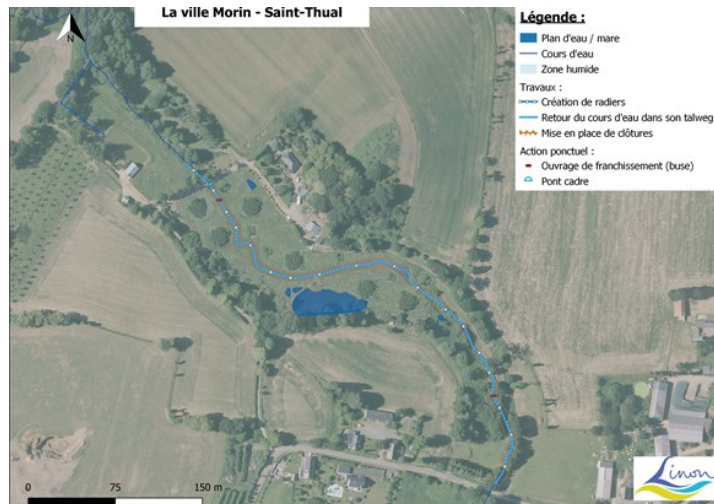 La ville Morin - Saint-Thual
N
Légende :
Plan d'eau / mare
Cours d'eau
Zone humide
Travaux :
Création de radiers
Retour du cours d'eau dans son talweg
Mise en place de clôtures
Action ponctuel :
Ouvrage de franchissement (buse)
Pont cadre
0 75 150 m
Linon